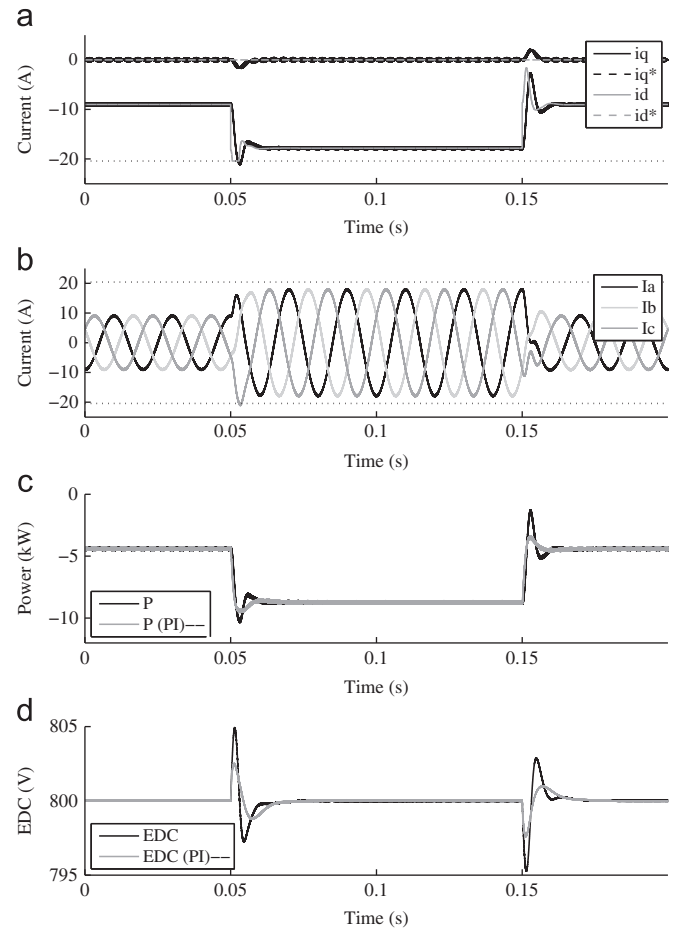 a
Current (A)
0
−10
−20
0
0.05
0.1
0.15
Time (s)
iq
iq*
id
id*
b
Current (A)
20
10
0
−10
−20
0
0.05
0.1
0.15
Time (s)
Ia
Ib
Ic
c
Power (kW)
0
−5
−10
0
0.05
0.1
0.15
Time (s)
P
P (PI)−−
d
EDC (V)
805
800
795
0
0.05
0.1
0.15
Time (s)
EDC
EDC (PI)−−